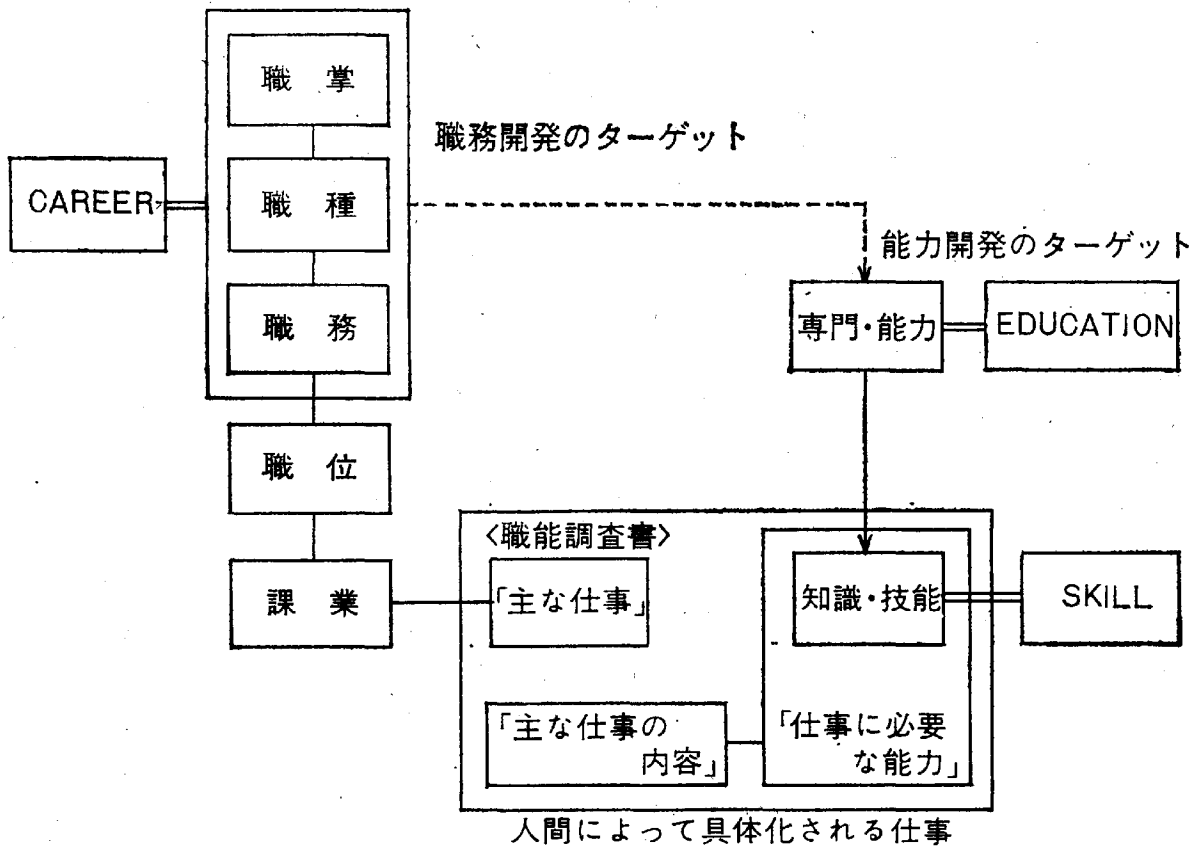 職 掌
職務開発のターゲット
CAREER
職 種
能力開発のターゲット
職 務
専門・能力
EDUCATION
職 位
<職能調査書>
課 業
「主な仕事」
知識・技能
SKILL
「主な仕事の
内容」
「仕事に必要
な能力」
人間によって具体化される仕事